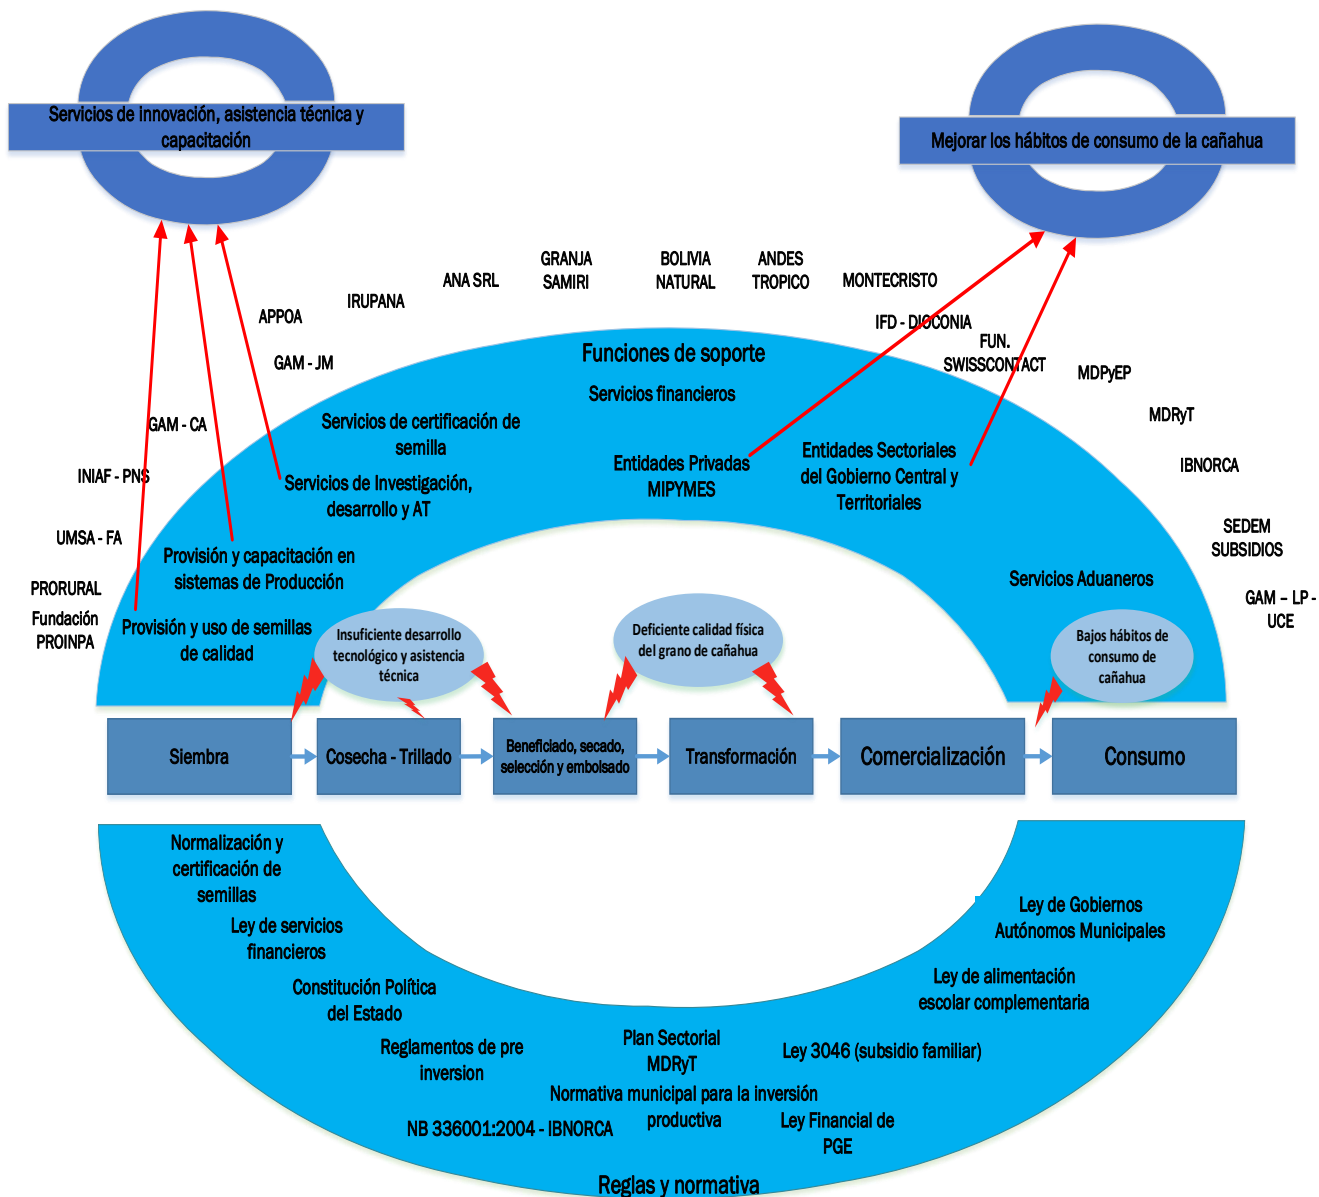 Servicios de innovación, asistencia técnica y
capacitación
Mejorar los hábitos de consumo de la cañahua
GRANJA
SAMIRI
BOLIVIA
NATURAL
ANDES
TROPICO
ANA SRL
MONTECRISTO
IRUPANA
APPOA
IFD - DIOCONIA
FUN.
SWISSCONTACT
GAM - JM
MDPyEP
GAM - CA
MDRyT
INIAF - PNS
IBNORCA
UMSA - FA
SEDEM
SUBSIDIOS
PRORURAL
GAM – LP -
UCE
Fundación
PROINPA
Funciones de soporte
Servicios financieros
Servicios de certificación de
semilla
Entidades Privadas
MIPYMES
Entidades Sectoriales
del Gobierno Central y
Territoriales
Servicios de Investigación,
desarrollo y AT
Provisión y capacitación en
sistemas de Producción
Servicios Aduaneros
Provisión y uso de semillas
de calidad
Insuficiente desarrollo
tecnológico y asistencia
técnica
Deficiente calidad física
del grano de cañahua
Bajos hábitos de
consumo de
cañahua
Siembra
Cosecha - Trillado
Beneficiado, secado,
selección y embolsado
Transformación
Comercialización
Consumo
Normalización y
certificación de
semillas
Ley de servicios
financieros
Constitución Política
del Estado
Reglamentos de pre
inversion
NB 336001:2004 - IBNORCA
Plan Sectorial
MDRyT
Normativa municipal para la inversión
productiva
Ley de Gobiernos
Autónomos Municipales
Ley de alimentación
escolar complementaria
Ley 3046 (subsidio familiar)
Ley Financial de
PGE
Reglas y normativa